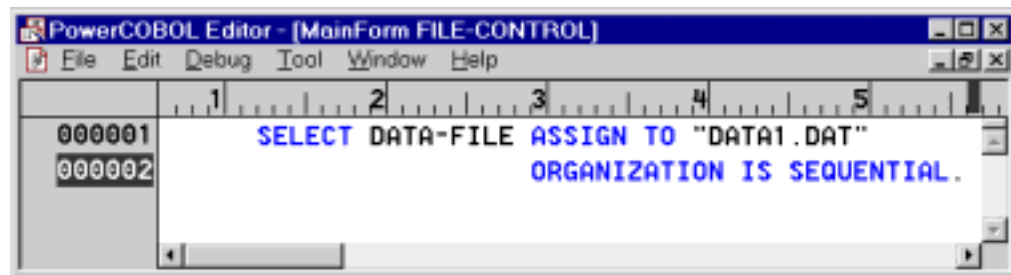 PowerCOBOL Editor - [MainForm FILE-CONTROL]
File Edit Debug Tool Window Help
1 2 3 4 5
000001 SELECT DATA-FILE ASSIGN TO "DATA1.DAT"
000002 ORGANIZATION IS SEQUENTIAL.